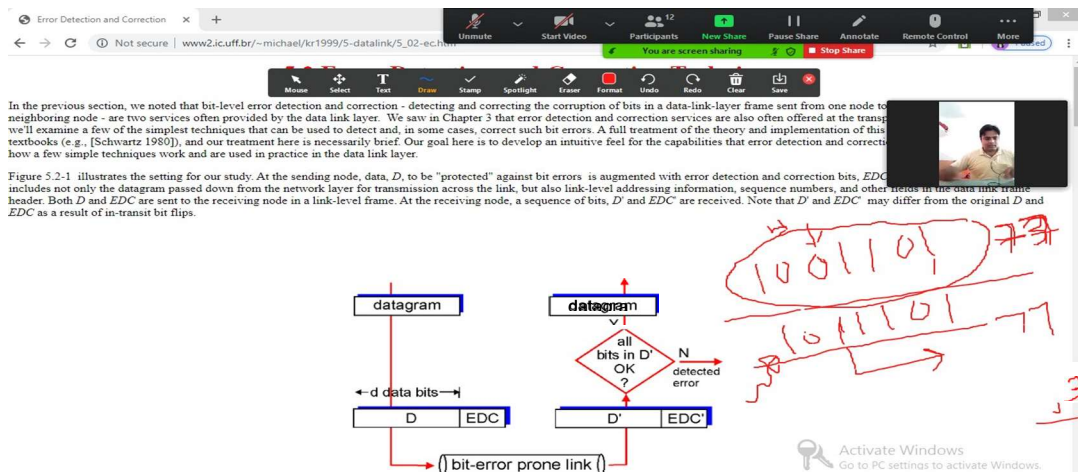 Error Detection and Correction
Unmute
Start Video
12
Participants
New Share
Pause Share
Annotate
Remote Control
More
Not secure | www2.ic.uff.br/~michael/kr1999/5-datalink/5_02-ec.h
You are screen sharing
Stop Share
Mouse
Select
Text
Draw
Stamp
Spotlight
Eraser
Format
Undo
Redo
Clear
Save
In the previous section, we noted that bit-level error detection and correction - detecting and correcting the corruption of bits in a data-link-layer frame sent from one node to
neighboring node - are two services often provided by the data link layer. We saw in Chapter 3 that error detection and correction services are also often offered at the transp
we'll examine a few of the simplest techniques that can be used to detect and, in some cases, correct such bit errors. A full treatment of the theory and implementation of this
textbooks (e.g., [Schwartz 1980]), and our treatment here is necessarily brief. Our goal here is to develop an intuitive feel for the capabilities that error detection and correcti
how a few simple techniques work and are used in practice in the data link layer.
Figure 5.2-1 illustrates the setting for our study. At the sending node, data, D, to be "protected" against bit errors is augmented with error detection and correction bits, EDC
includes not only the datagram passed down from the network layer for transmission across the link, but also link-level addressing information, sequence numbers, and other fields in the data link frame
header. Both D and EDC are sent to the receiving node in a link-level frame. At the receiving node, a sequence of bits, D' and EDC' are received. Note that D' and EDC' may differ from the original D and
EDC as a result of in-transit bit flips.
1001101
1011101
77
datagram
datagram
all
bits in D'
OK
?
N
detected
error
d data bits
D
EDC
D'
EDC'
bit-error prone link
Activate Windows
Go to PC settings to activate Windows.